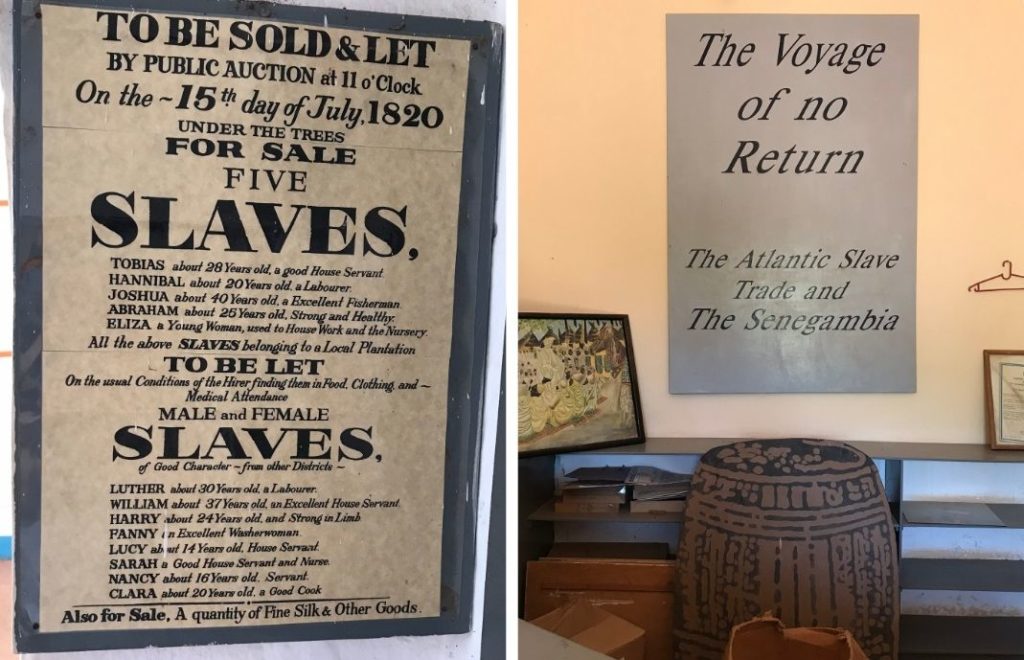 TO BE SOLD & LET
BY PUBLIC AUCTION at 11 o'Clock
On the ~ 15th day of July, 1820
UNDER THE TREES
FOR SALE
FIVE
SLAVES,
TOBIAS about 28 Years old, a good House Servant.
HANNIBAL about 20 Years old, a Labourer.
JOSHUA about 40 Years old, a Excellent Fisherman.
ABRAHAM about 25 Years old, Strong and Healthy.
ELIZA a Young Woman, used to House Work and the Nursery.
All the above SLAVES belonging to a Local Plantation
TO BE LET
On the usual Conditions of the Hirer finding them in Food, Clothing, and ~
Medical Attendance
MALE and FEMALE
SLAVES,
of Good Character ~ from other Districts ~
LUTHER about 30 Years old, a Labourer.
WILLIAM about 37 Years old, an Excellent House Servant.
HARRY about 24 Years old, and Strong in Limb
FANNY an Excellent Washerwoman.
LUCY about 14 Years old, House Servant.
SARAH a Good House Servant and Nurse.
NANCY about 16 Years old, Servant.
CLARA about 20 Years old, a Good Cook
Also for Sale, A quantity of Fine Silk & Other Goods.
The Voyage
of no
Return
The Atlantic Slave
Trade and
The Senegambia